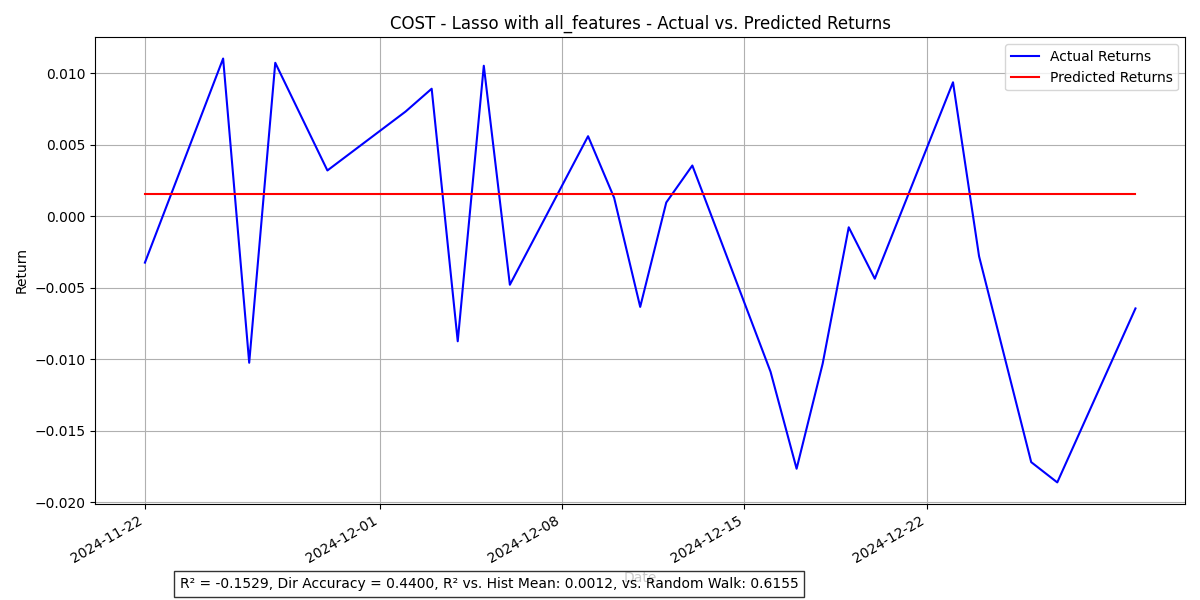 COST - Lasso with all_features - Actual vs. Predicted Returns
Actual Returns
Predicted Returns
Return
0.010
0.005
0.000
−0.005
−0.010
−0.015
−0.020
2024-11-22
2024-12-01
2024-12-08
2024-12-15
2024-12-22
Date
R² = -0.1529, Dir Accuracy = 0.4400, R² vs. Hist Mean: 0.0012, vs. Random Walk: 0.6155